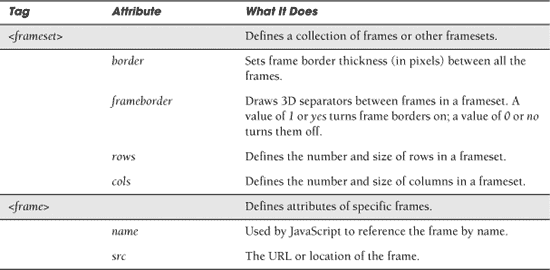 Tag Attribute What It Does
<frameset> Defines a collection of frames or other framesets.
border Sets frame border thickness (in pixels) between all the
frames.
frameborder Draws 3D separators between frames in a frameset. A
value of 1 or yes turns frame borders on; a value of 0 or no
turns them off.
rows Defines the number and size of rows in a frameset.
cols Defines the number and size of columns in a frameset.
<frame> Defines attributes of specific frames.
name Used by JavaScript to reference the frame by name.
src The URL or location of the frame.